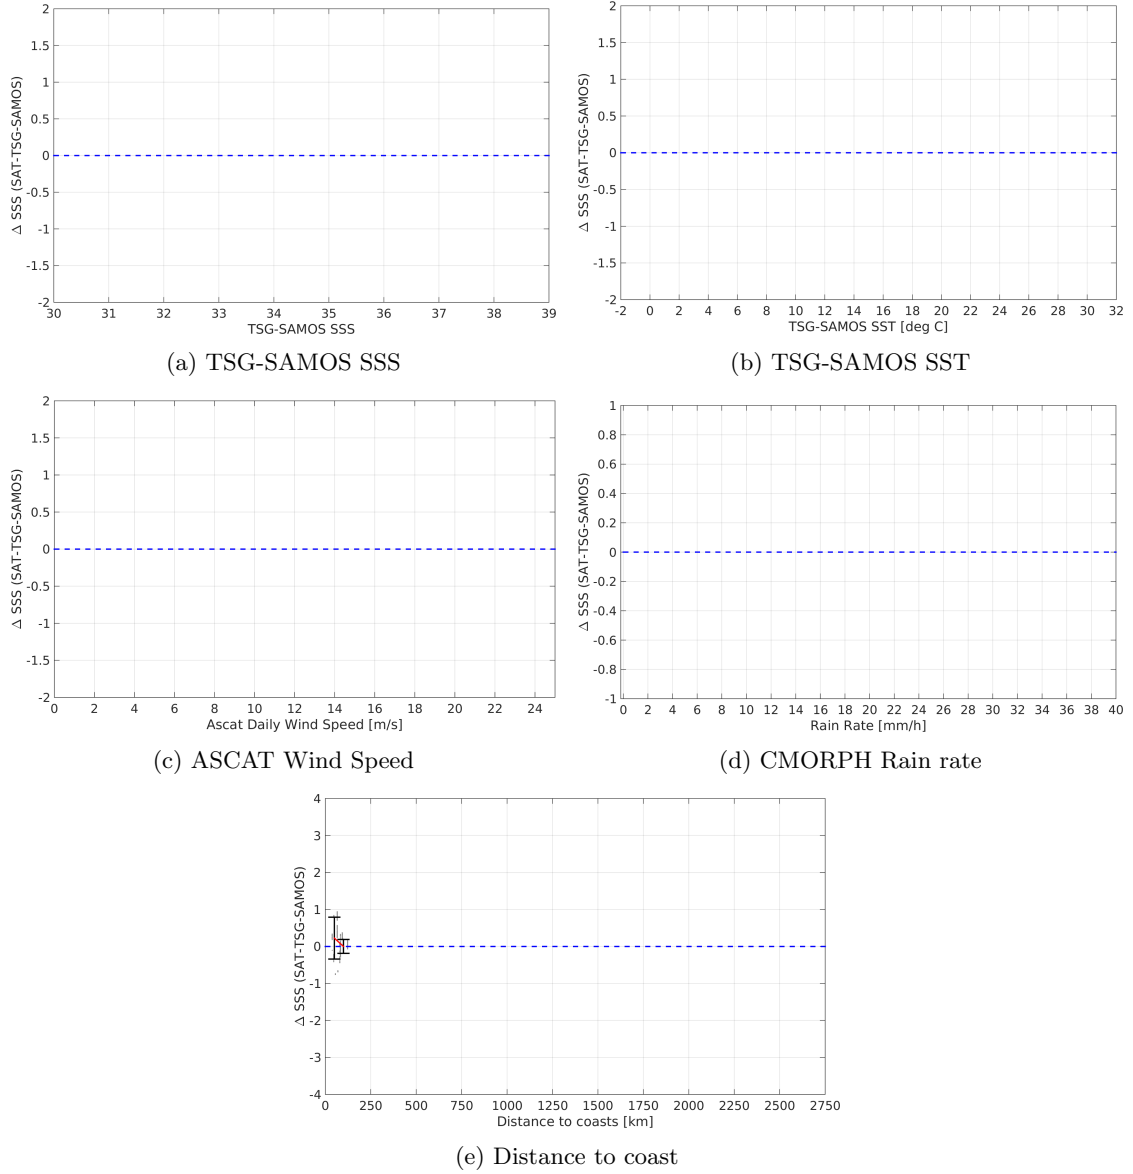 2
1.5
1
0.5
0
-0.5
-1
-1.5
-2
Δ SSS (SAT-TSG-SAMOS)
30 31 32 33 34 35 36 37 38 39
TSG-SAMOS SSS
(a) TSG-SAMOS SSS
2
1.5
1
0.5
0
-0.5
-1
-1.5
-2
Δ SSS (SAT-TSG-SAMOS)
-2 0 2 4 6 8 10 12 14 16 18 20 22 24 26 28 30 32
TSG-SAMOS SST [deg C]
(b) TSG-SAMOS SST
2
1.5
1
0.5
0
-0.5
-1
-1.5
-2
Δ SSS (SAT-TSG-SAMOS)
0 2 4 6 8 10 12 14 16 18 20 22 24
Ascat Daily Wind Speed [m/s]
(c) ASCAT Wind Speed
1
0.8
0.6
0.4
0.2
0
-0.2
-0.4
-0.6
-0.8
-1
Δ SSS (SAT-TSG-SAMOS)
0 2 4 6 8 10 12 14 16 18 20 22 24 26 28 30 32 34 36 38 40
Rain Rate [mm/h]
(d) CMORPH Rain rate
4
3
2
1
0
-1
-2
-3
-4
Δ SSS (SAT-TSG-SAMOS)
0 250 500 750 1000 1250 1500 1750 2000 2250 2500 2750
Distance to coasts [km]
(e) Distance to coast